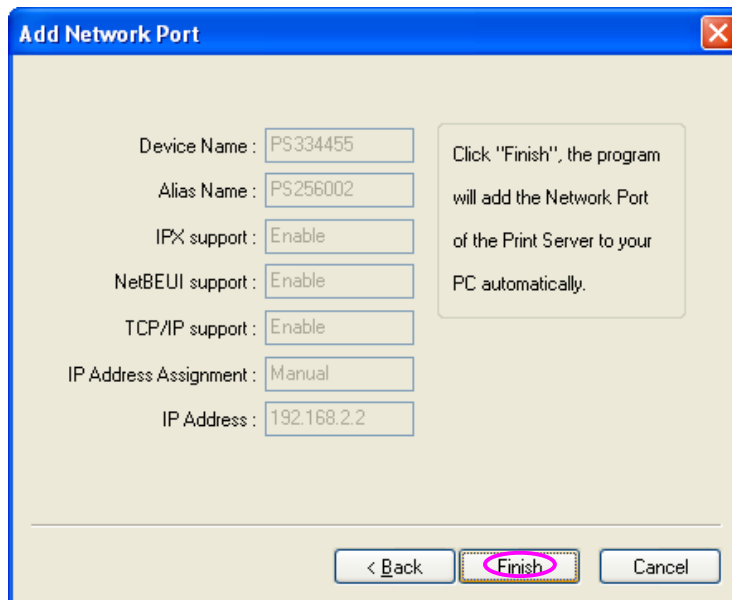 Add Network Port
Device Name : PS334455
Alias Name : PS256002
IPX support : Enable
NetBEUI support : Enable
TCP/IP support : Enable
IP Address Assignment : Manual
IP Address : 192.168.2.2
Click "Finish", the program
will add the Network Port
of the Print Server to your
PC automatically.
< Back Finish Cancel